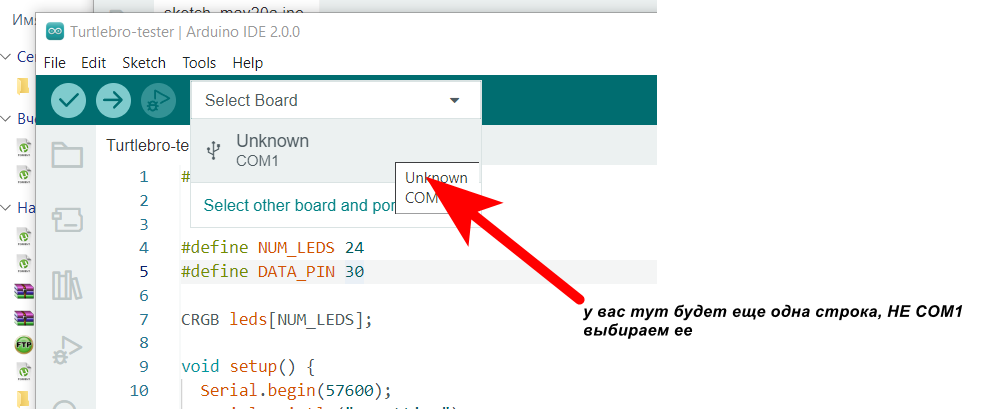 sketch_may20a.ino
Имя
Turtlebro-tester | Arduino IDE 2.0.0
File Edit Sketch Tools Help
Select Board
Unknown
COM1
Unknown
COM
Select other board and por
Turtlebro-te
1 #
2
3
4 #define NUM_LEDS 24
5 #define DATA_PIN 30
6
7 CRGB leds[NUM_LEDS];
8
9 void setup() {
10 Serial.begin(57600);
Се
Вч
На
FTP
у вас тут будет еще одна строка, НЕ COM1
выбираем ее